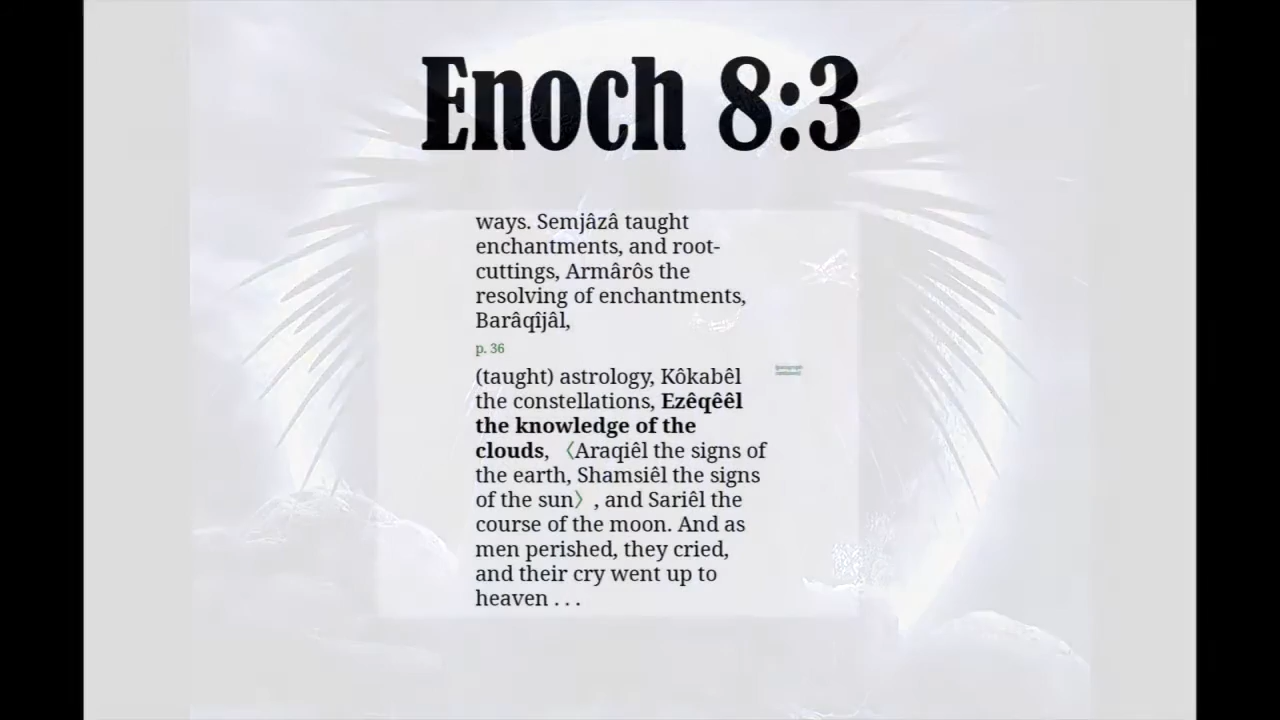 Enoch 8:3
ways. Semjâzâ taught
enchantments, and root-
cuttings, Armârôs the
resolving of enchantments,
Barâqîjâl,
p. 36
(taught) astrology, Kôkabêl
the constellations, Ezêqêêl
the knowledge of the
clouds, 〈Araqiêl the signs of
the earth, Shamsiêl the signs
of the sun〉, and Sariêl the
course of the moon. And as
men perished, they cried,
and their cry went up to
heaven . . .